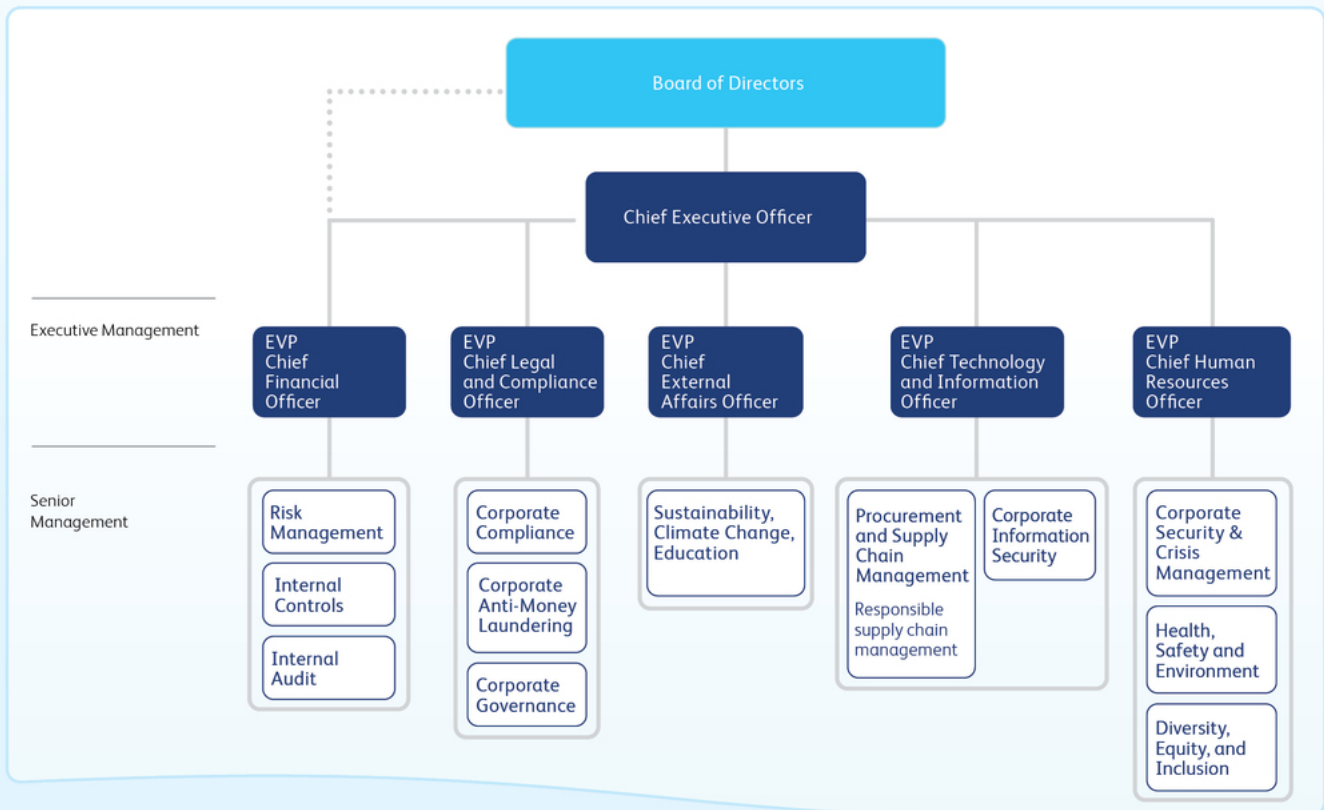 Board of Directors
Chief Executive Officer
Executive Management
EVP
Chief
Financial
Officer
EVP
Chief Legal
and Compliance
Officer
EVP
Chief
External
Affairs Officer
EVP
Chief Technology
and Information
Officer
EVP
Chief Human
Resources
Officer
Senior
Management
Risk
Management
Internal
Controls
Internal
Audit
Corporate
Compliance
Corporate
Anti-Money
Laundering
Corporate
Governance
Sustainability,
Climate Change,
Education
Procurement
and Supply
Chain
Management
Responsible
supply chain
management
Corporate
Information
Security
Corporate
Security &
Crisis
Management
Health,
Safety and
Environment
Diversity,
Equity, and
Inclusion